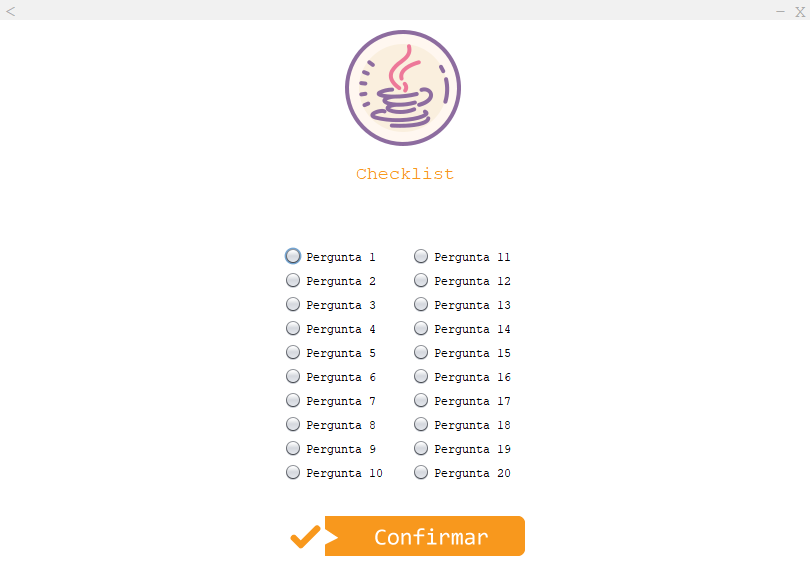 <
– X
Checklist
Pergunta 1
Pergunta 2
Pergunta 3
Pergunta 4
Pergunta 5
Pergunta 6
Pergunta 7
Pergunta 8
Pergunta 9
Pergunta 10
Pergunta 11
Pergunta 12
Pergunta 13
Pergunta 14
Pergunta 15
Pergunta 16
Pergunta 17
Pergunta 18
Pergunta 19
Pergunta 20
Confirmar